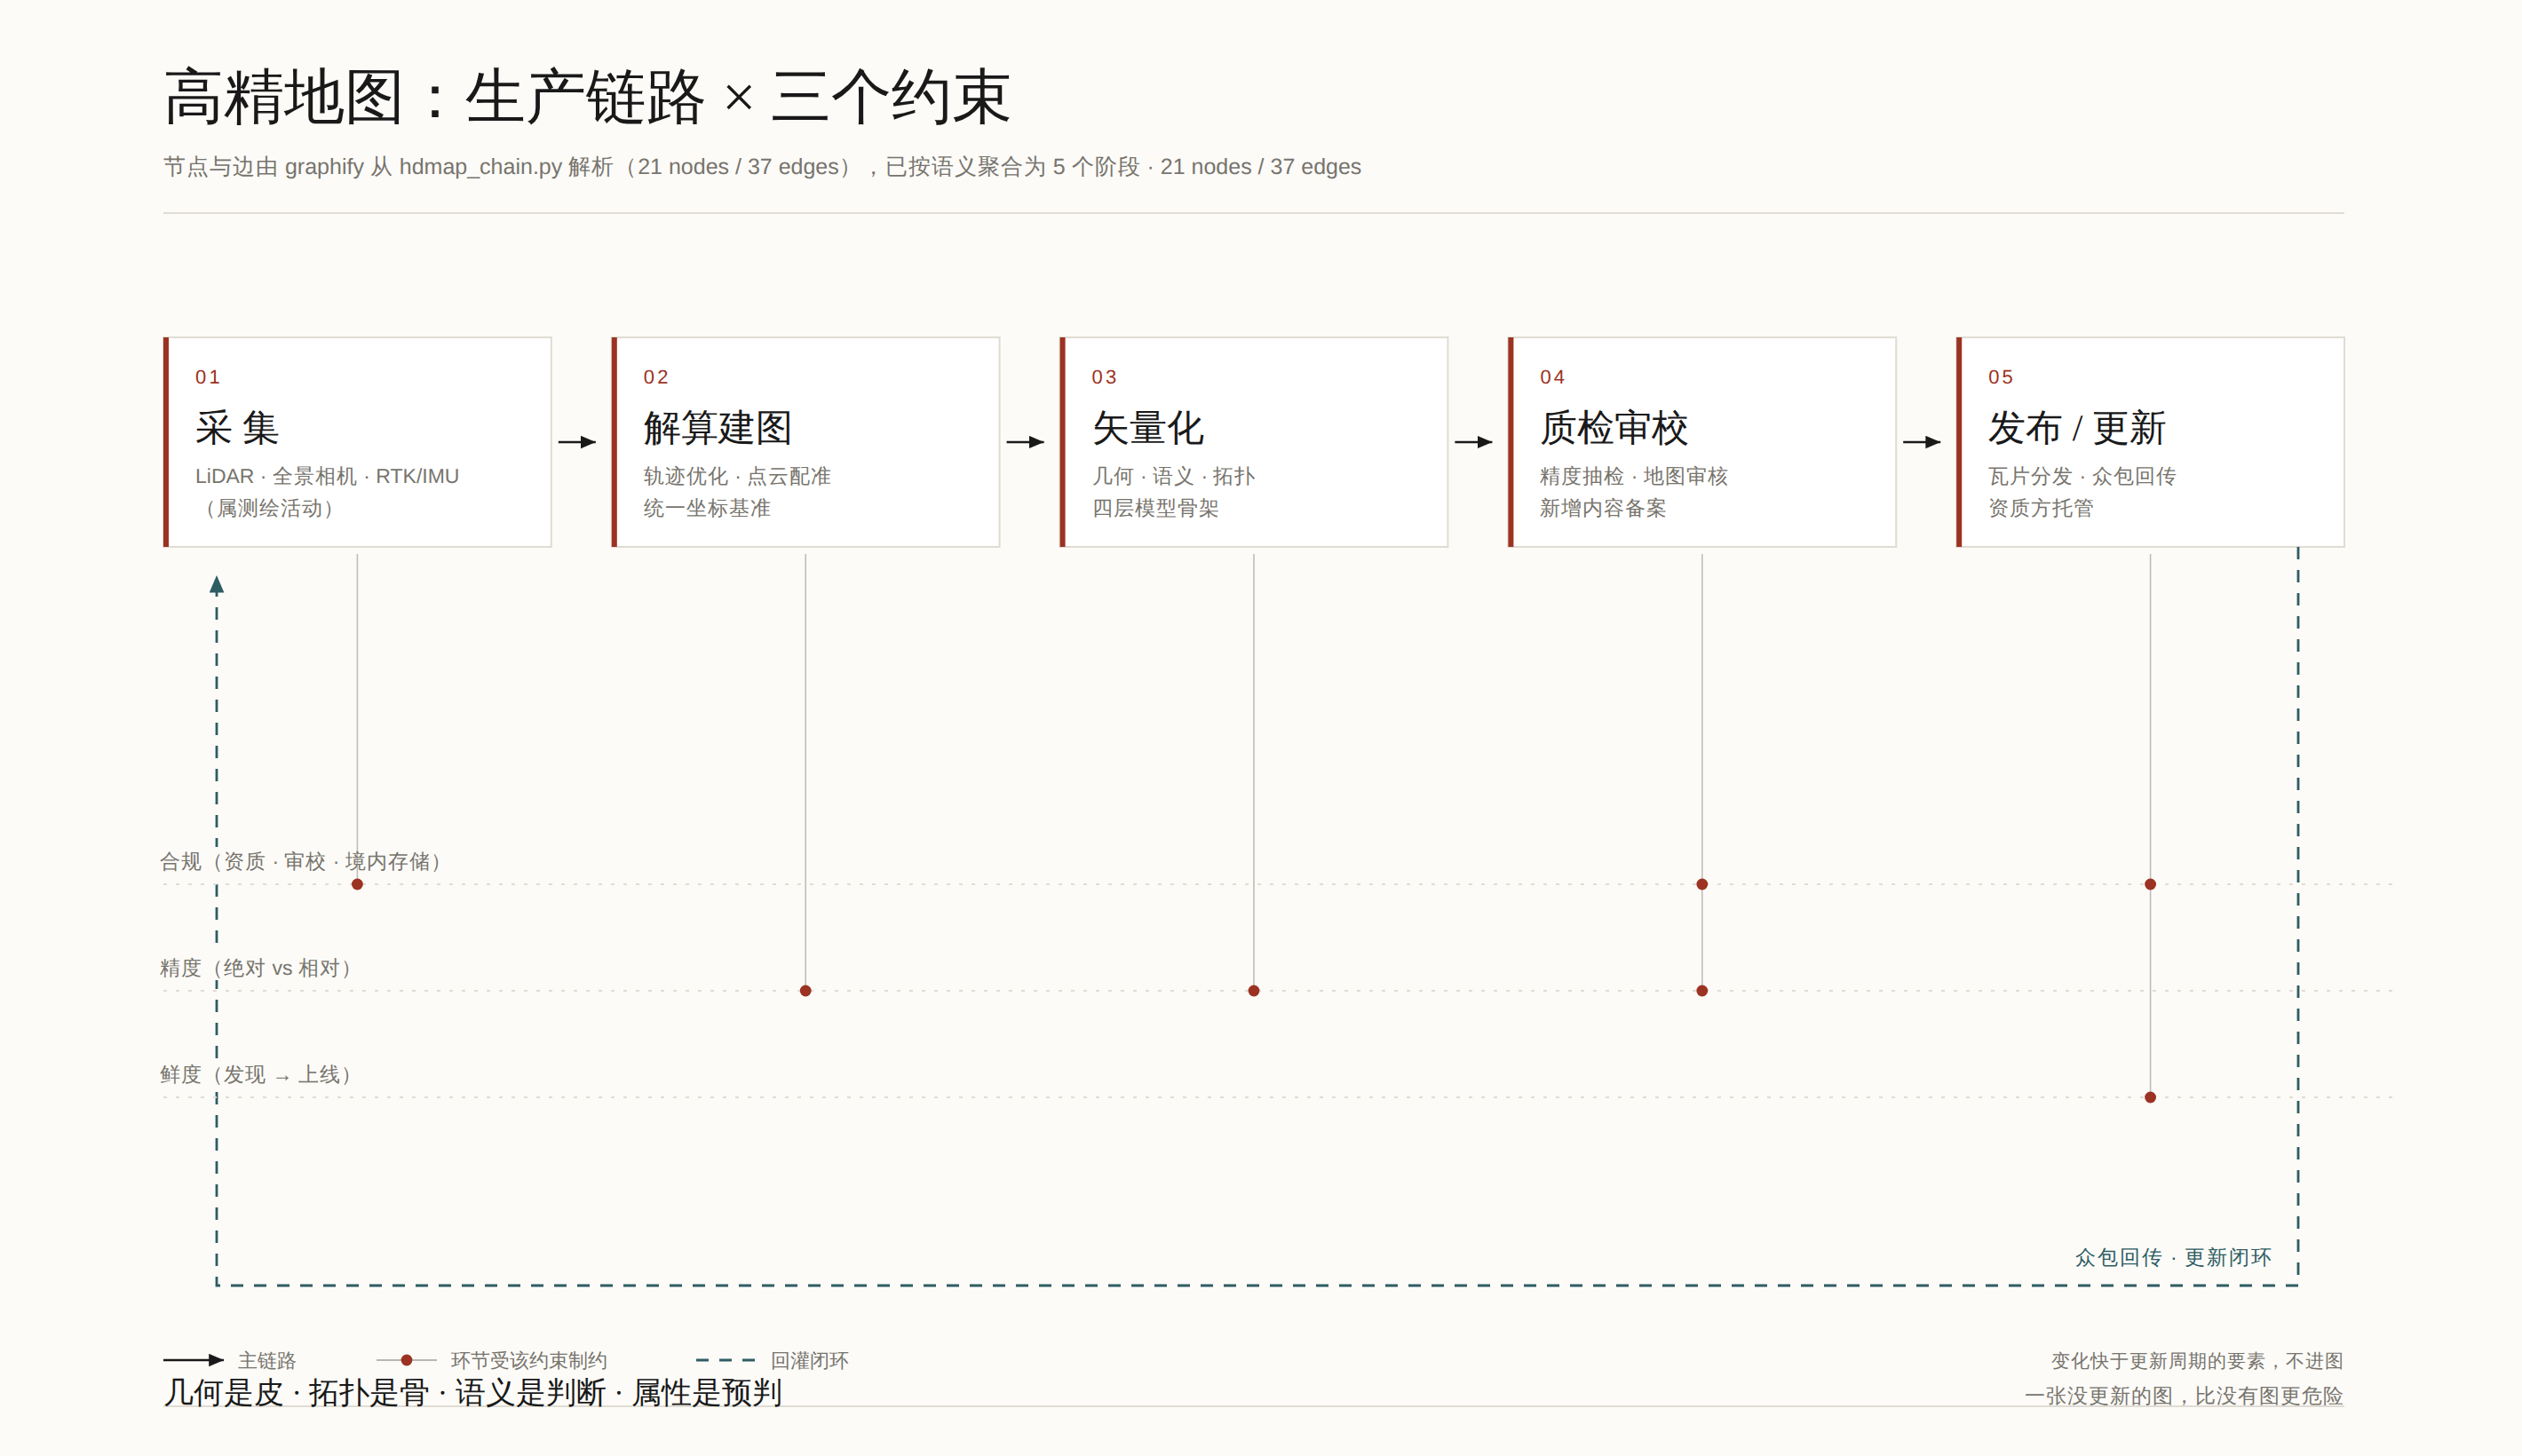 高精地图：生产链路 × 三个约束
节点与边由 graphify 从 hdmap_chain.py 解析（21 nodes / 37 edges），已按语义聚合为 5 个阶段 · 21 nodes / 37 edges
01
采 集
LiDAR · 全景相机 · RTK/IMU
（属测绘活动）
02
解算建图
轨迹优化 · 点云配准
统一坐标基准
03
矢量化
几何 · 语义 · 拓扑
四层模型骨架
04
质检审校
精度抽检 · 地图审核
新增内容备案
05
发布 / 更新
瓦片分发 · 众包回传
资质方托管
合规（资质 · 审校 · 境内存储）
精度（绝对 vs 相对）
鲜度（发现 → 上线）
众包回传 · 更新闭环
主链路
环节受该约束制约
回灌闭环
变化快于更新周期的要素，不进图
几何是皮 · 拓扑是骨 · 语义是判断 · 属性是预判
一张没更新的图，比没有图更危险